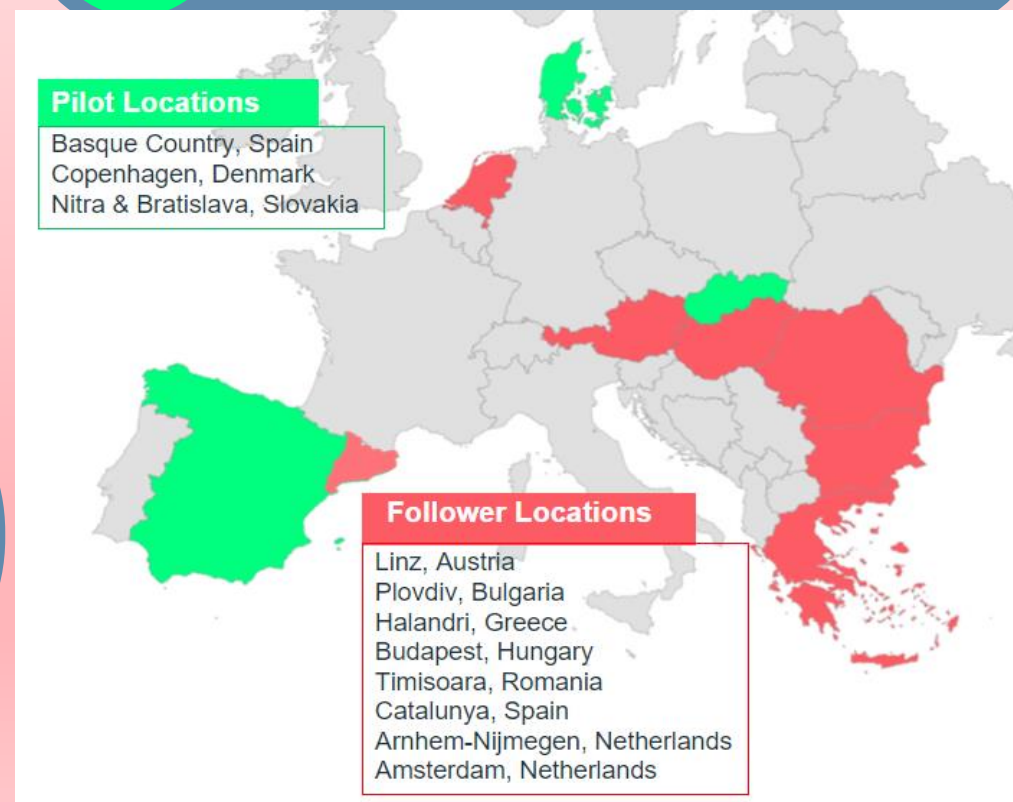 Pilot Locations
Basque Country, Spain
Copenhagen, Denmark
Nitra & Bratislava, Slovakia
Follower Locations
Linz, Austria
Plovdiv, Bulgaria
Halandri, Greece
Budapest, Hungary
Timisoara, Romania
Catalunya, Spain
Arnhem-Nijmegen, Netherlands
Amsterdam, Netherlands